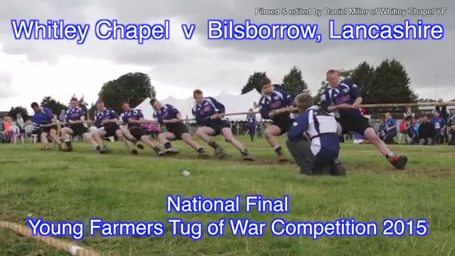 Filmed & edited by Daniel Miller of Whitley Chapel YF
Whitley Chapel v Bilsborrow, Lancashire
National Final
Young Farmers Tug of War Competition 2015